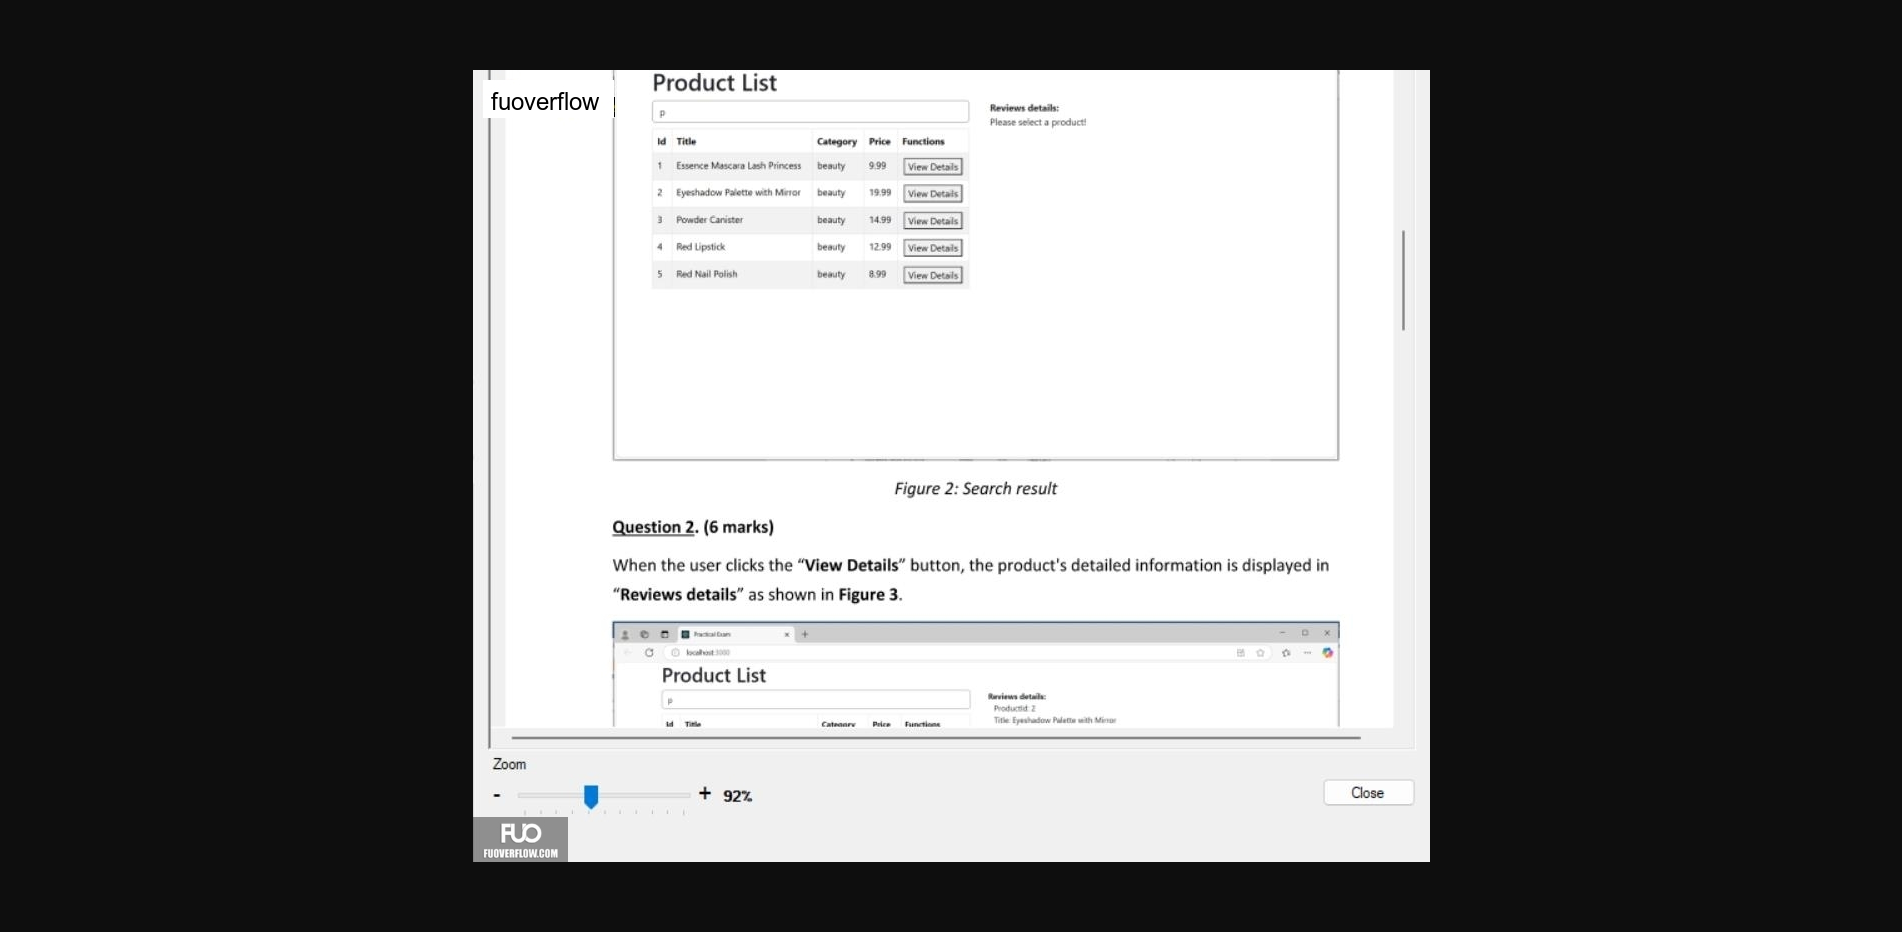 fuoverflow
Product List
p
Reviews details:
Please select a product!
Id Title Category Price Functions
1 Essence Mascara Lash Princess beauty 9.99 View Details
2 Eyeshadow Palette with Mirror beauty 19.99 View Details
3 Powder Canister beauty 14.99 View Details
4 Red Lipstick beauty 12.99 View Details
5 Red Nail Polish beauty 8.99 View Details
Figure 2: Search result
Question 2. (6 marks)
When the user clicks the “View Details” button, the product's detailed information is displayed in
“Reviews details” as shown in Figure 3.
Practical Exam
localhost:3000
Product List
p
Reviews details:
ProductId: 2
Title: Eyeshadow Palette with Mirror
Id Title Category Price Functions
Zoom
- + 92%
Close
FUO
FUOVERFLOW.COM